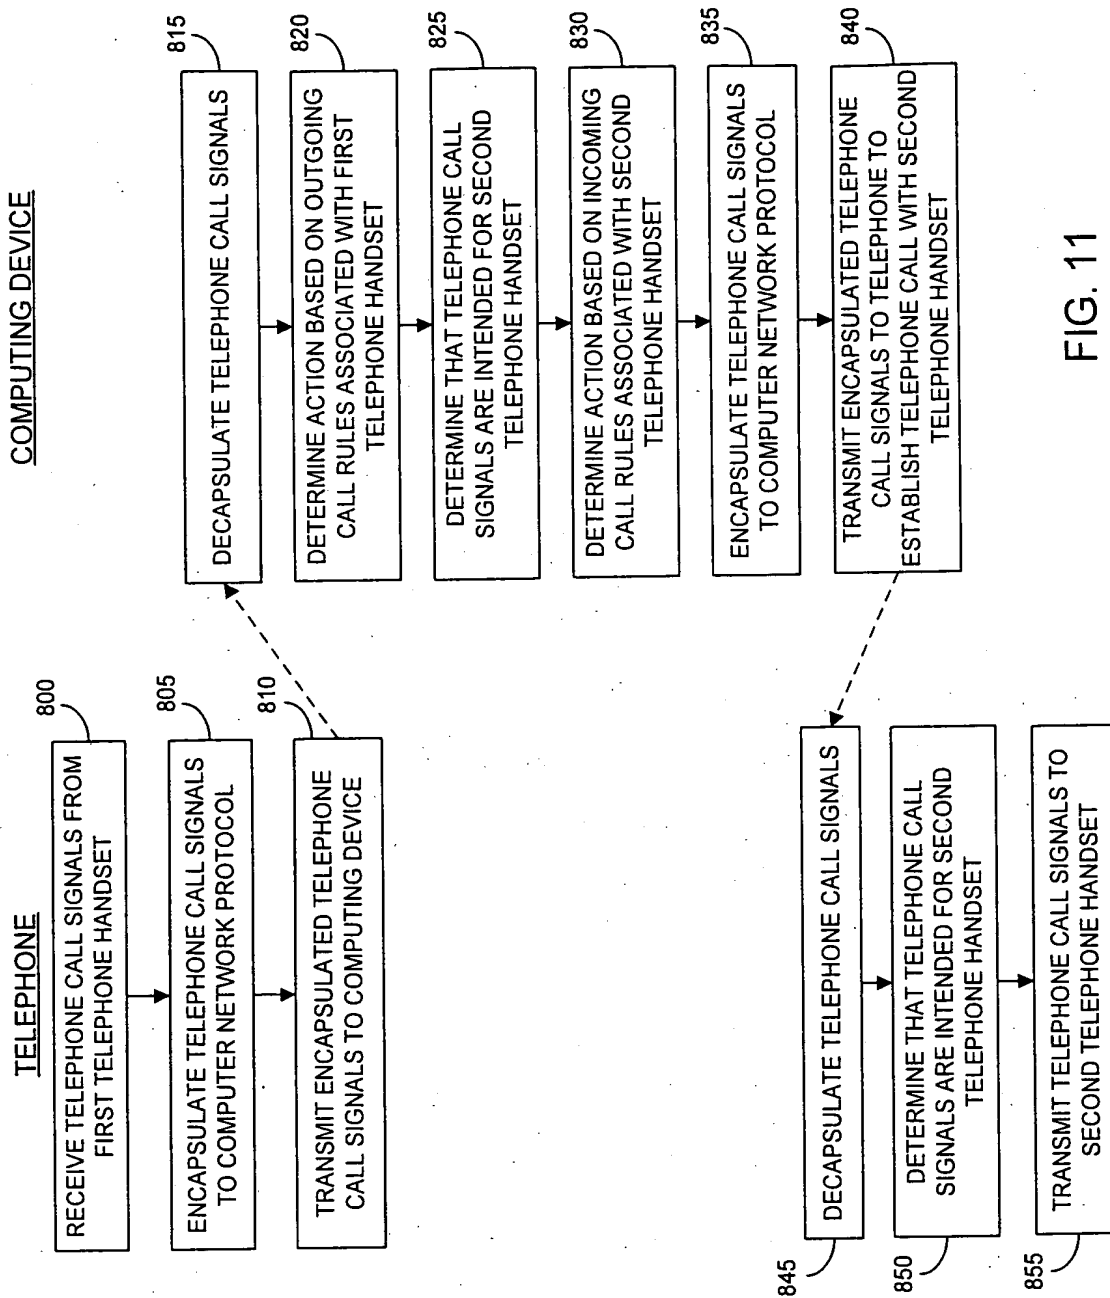 TELEPHONE
800
RECEIVE TELEPHONE CALL SIGNALS FROM
FIRST TELEPHONE HANDSET
805
ENCAPSULATE TELEPHONE CALL SIGNALS
TO COMPUTER NETWORK PROTOCOL
810
TRANSMIT ENCAPSULATED TELEPHONE
CALL SIGNALS TO COMPUTING DEVICE
COMPUTING DEVICE
815
DECAPSULATE TELEPHONE CALL SIGNALS
820
DETERMINE ACTION BASED ON OUTGOING
CALL RULES ASSOCIATED WITH FIRST
TELEPHONE HANDSET
825
DETERMINE THAT TELEPHONE CALL
SIGNALS ARE INTENDED FOR SECOND
TELEPHONE HANDSET
830
DETERMINE ACTION BASED ON INCOMING
CALL RULES ASSOCIATED WITH SECOND
TELEPHONE HANDSET
835
ENCAPSULATE TELEPHONE CALL SIGNALS
TO COMPUTER NETWORK PROTOCOL
840
TRANSMIT ENCAPSULATED TELEPHONE
CALL SIGNALS TO TELEPHONE TO
ESTABLISH TELEPHONE CALL WITH SECOND
TELEPHONE HANDSET
845
DECAPSULATE TELEPHONE CALL SIGNALS
850
DETERMINE THAT TELEPHONE CALL
SIGNALS ARE INTENDED FOR SECOND
TELEPHONE HANDSET
855
TRANSMIT TELEPHONE CALL SIGNALS TO
SECOND TELEPHONE HANDSET
FIG. 11